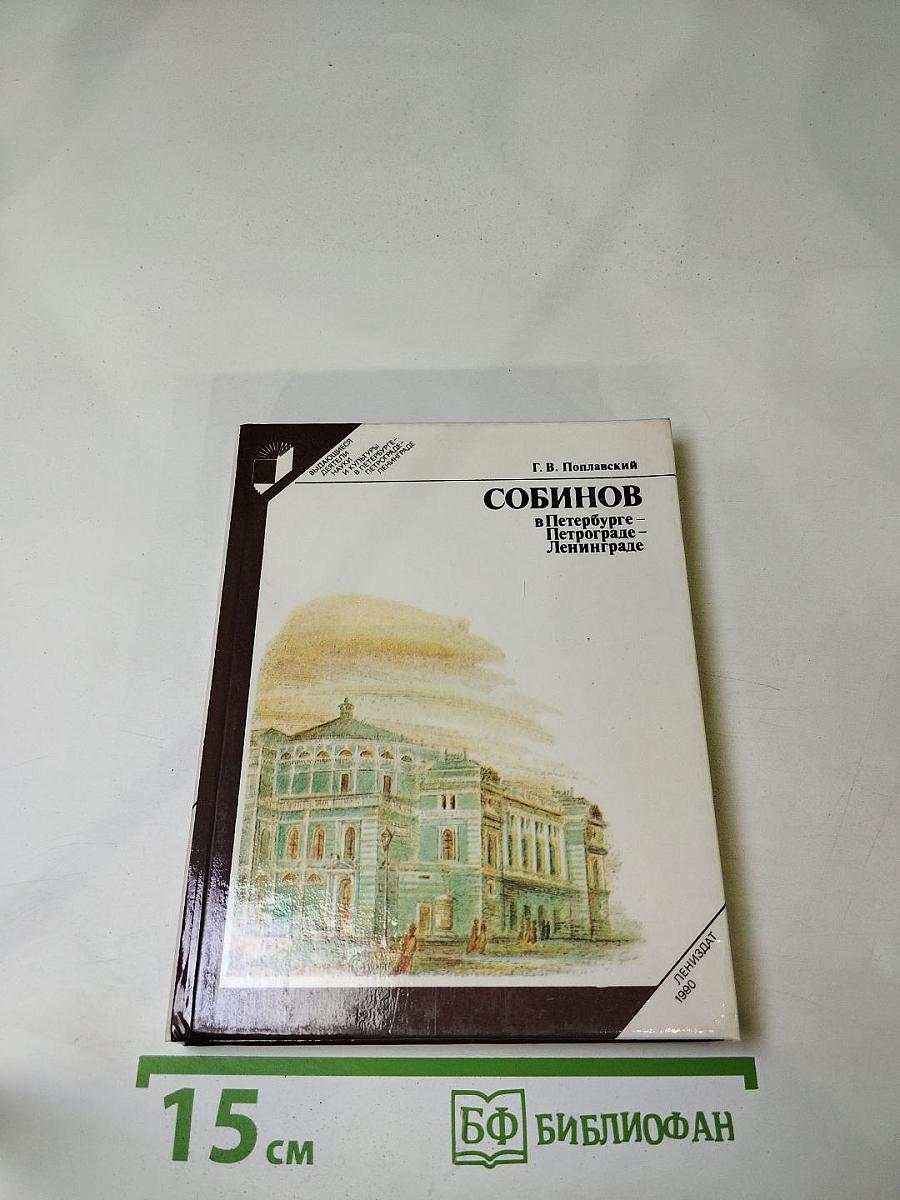 ВЫДАЮЩИЕСЯ
ДЕЯТЕЛИ
НАУКИ
И КУЛЬТУРЫ
В ПЕТЕРБУРГЕ–
ПЕТРОГРАДЕ–
ЛЕНИНГРАДЕ
Г. В. Поплавский
СОБИНОВ
в Петербурге –
Петрограде –
Ленинграде
ЛЕНИЗДАТ
1990
15 см
БФ БИБЛИОФАН